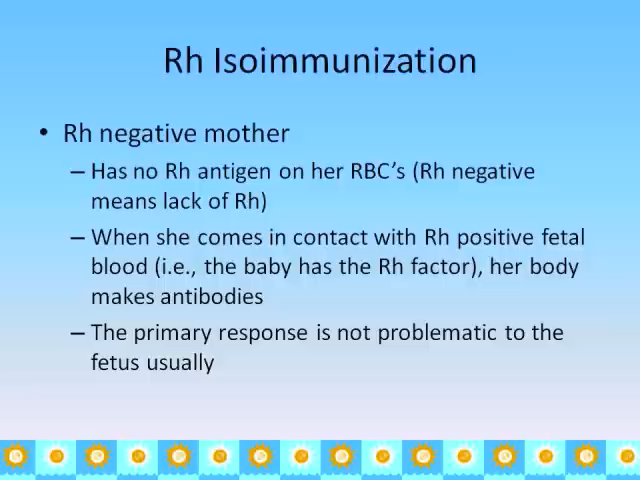 Rh Isoimmunization
• Rh negative mother
– Has no Rh antigen on her RBC's (Rh negative
means lack of Rh)
– When she comes in contact with Rh positive fetal
blood (i.e., the baby has the Rh factor), her body
makes antibodies
– The primary response is not problematic to the
fetus usually